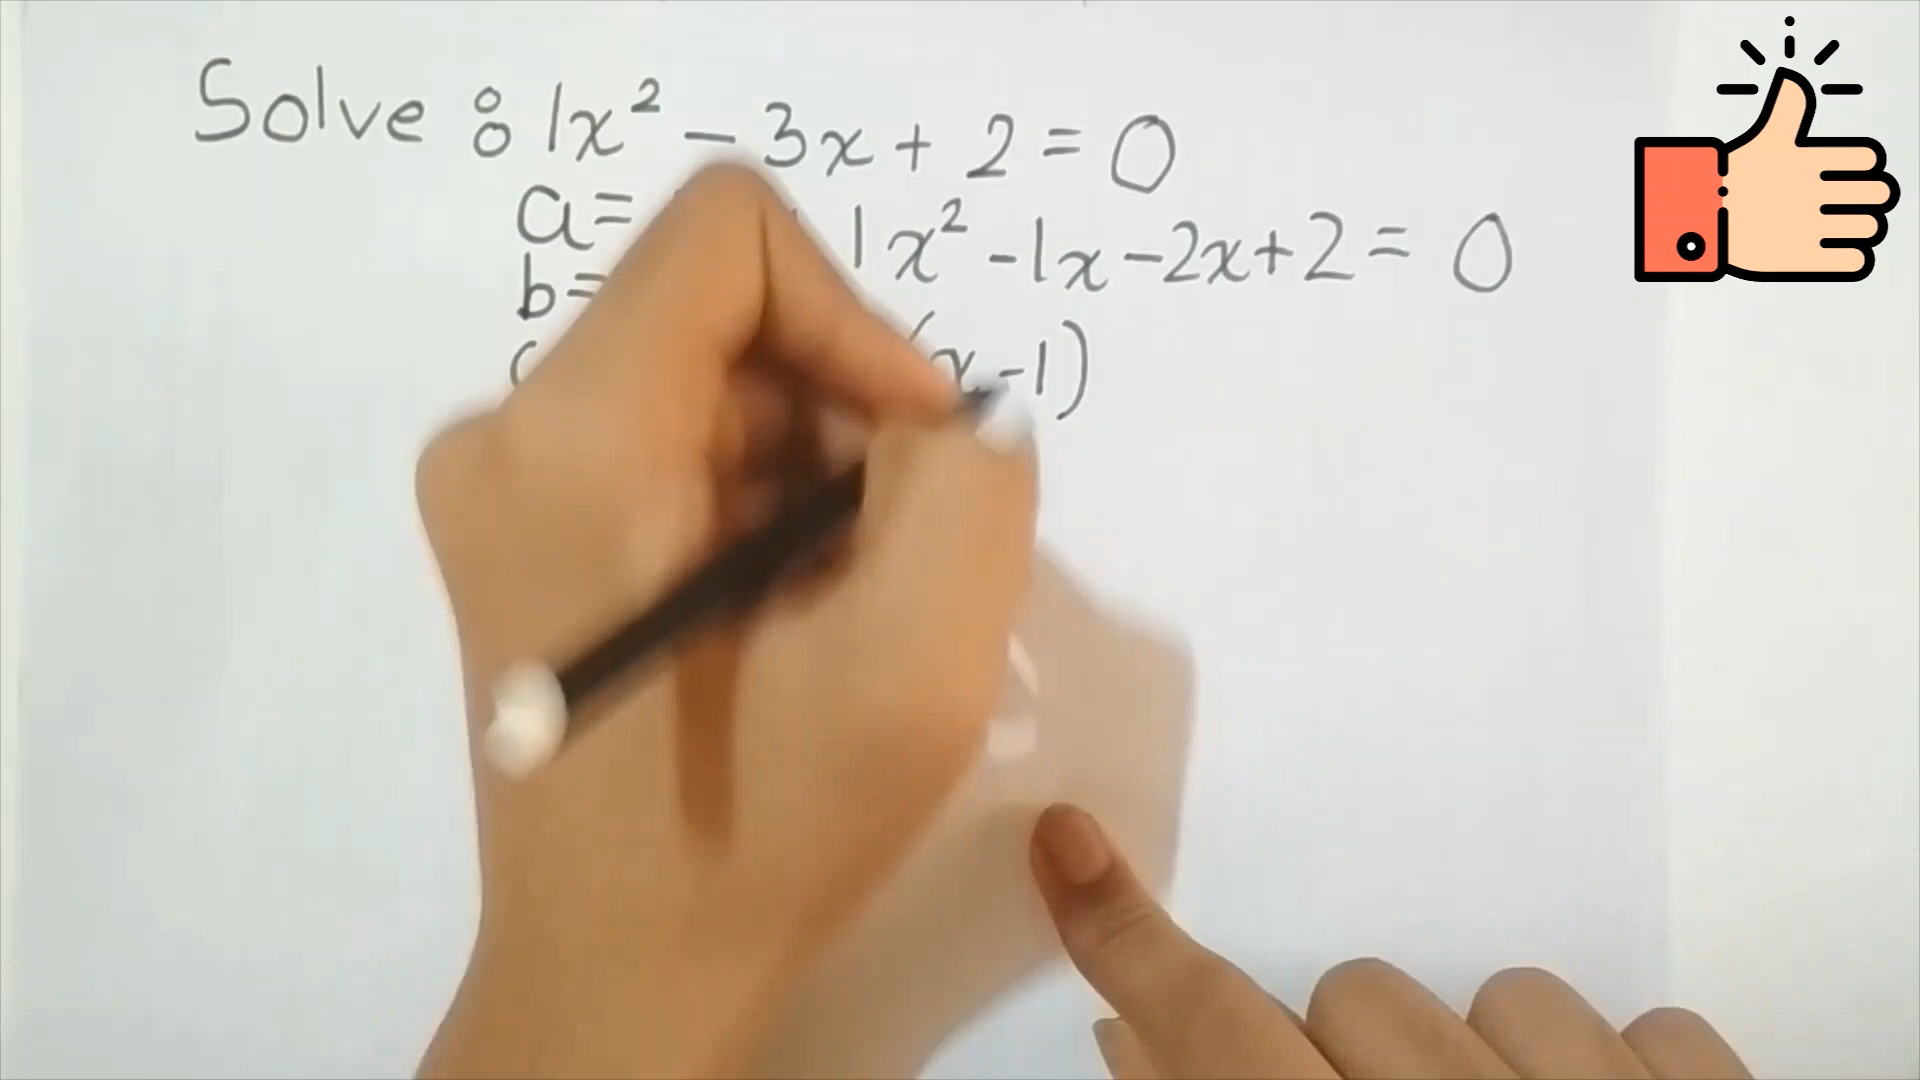 Solve : 1x² - 3x + 2 = 0
a= 1x² - 1x - 2x + 2 = 0
b= (x - 1)